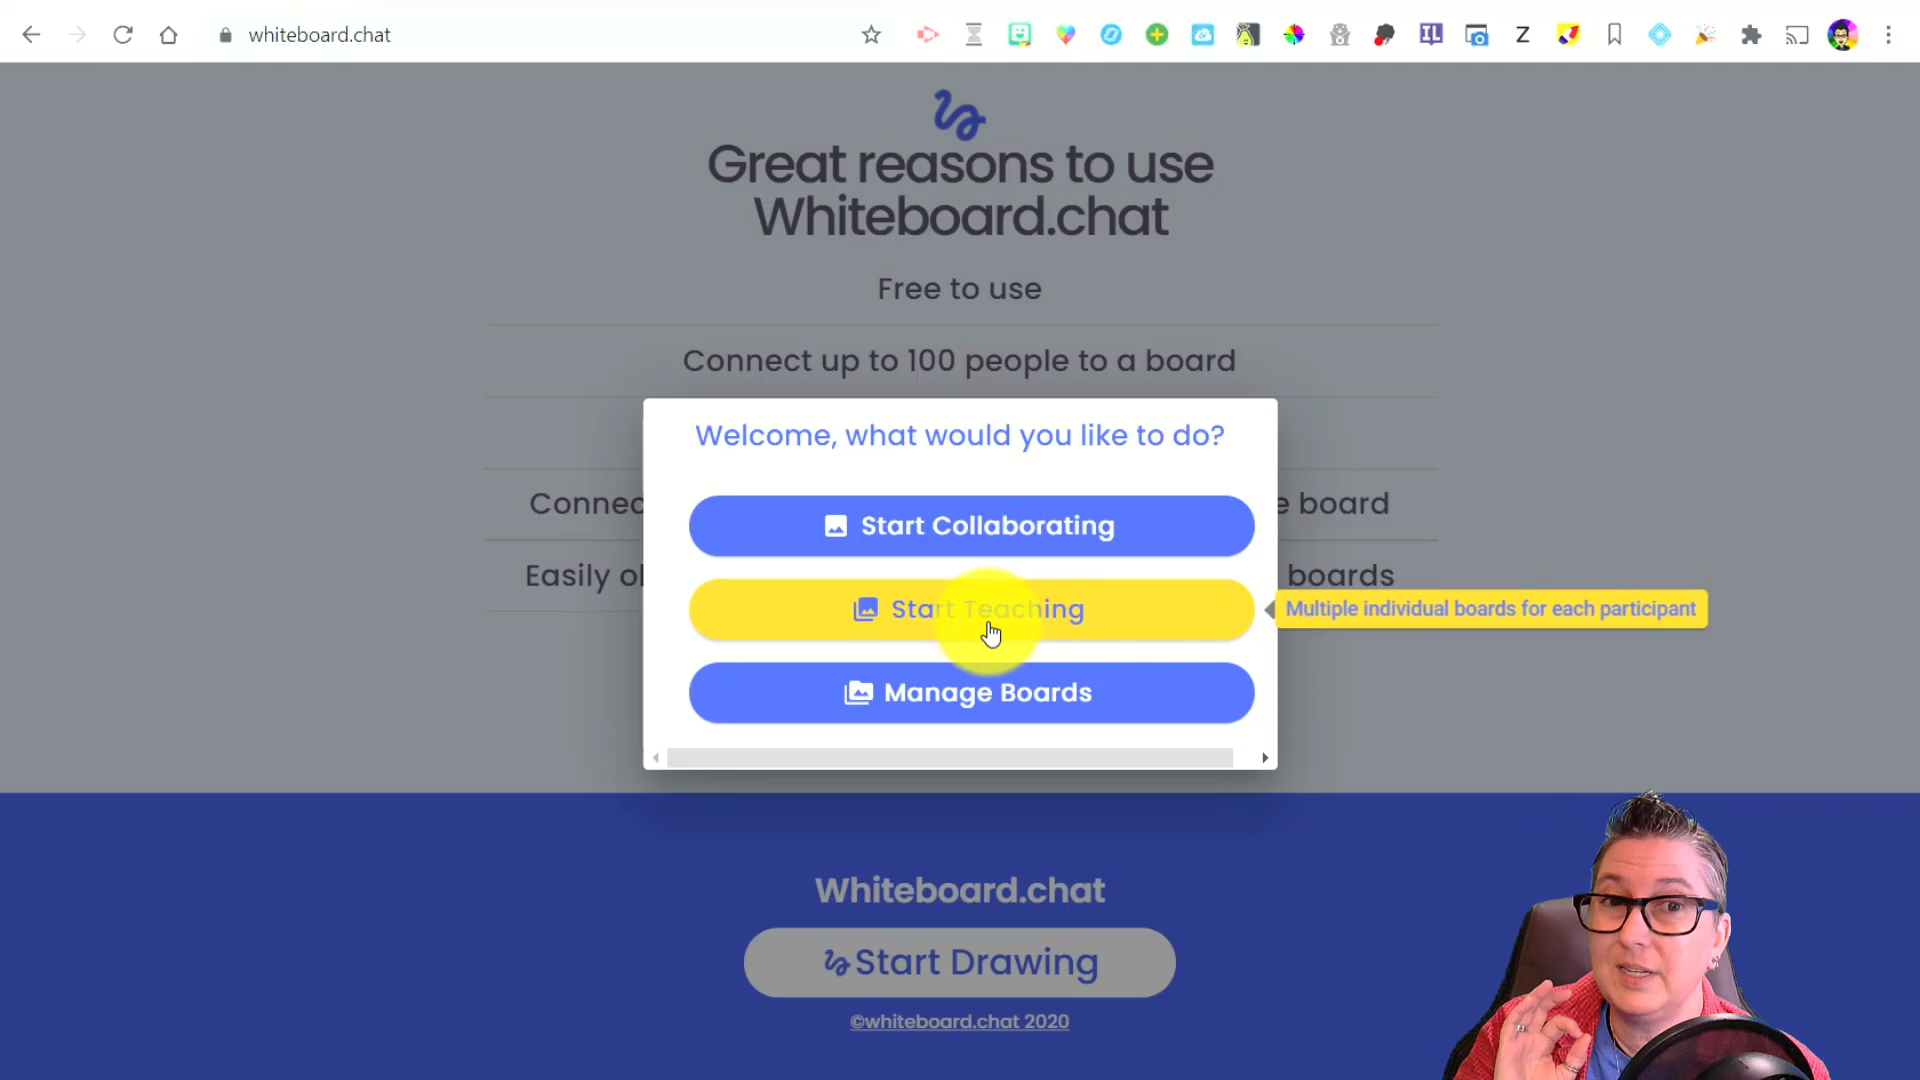 whiteboard.chat
Great reasons to use
Whiteboard.chat
Free to use
Connect up to 100 people to a board
Welcome, what would you like to do?
Start Collaborating
Connec
e board
Start Teaching
Easily o
boards
Multiple individual boards for each participant
Manage Boards
Whiteboard.chat
Start Drawing
©whiteboard.chat 2020
IL
Z